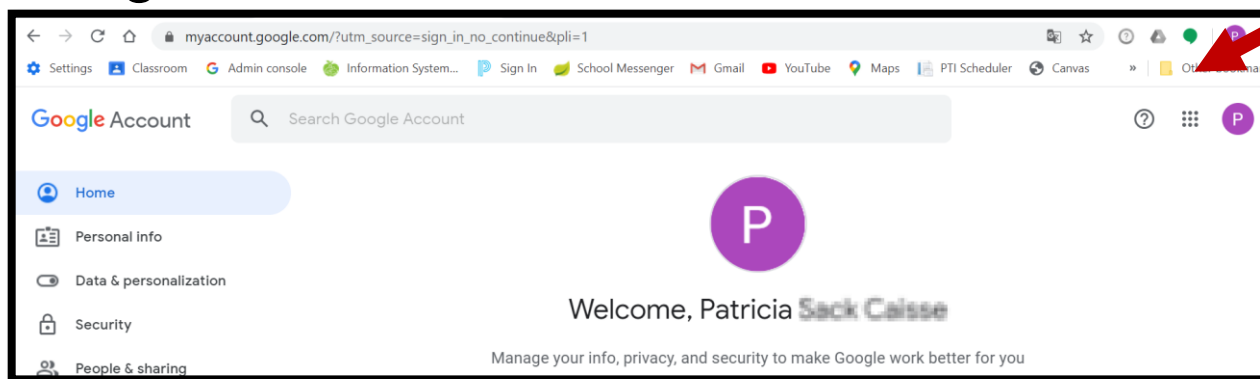 myaccount.google.com/?utm_source=sign_in_no_continue&pli=1
Settings Classroom G Admin console Information System... Sign In School Messenger Gmail YouTube Maps PTI Scheduler Canvas »
Google Account Search Google Account P
Home
Personal info
Data & personalization
Security
People & sharing
P
Welcome, Patricia
Manage your info, privacy, and security to make Google work better for you